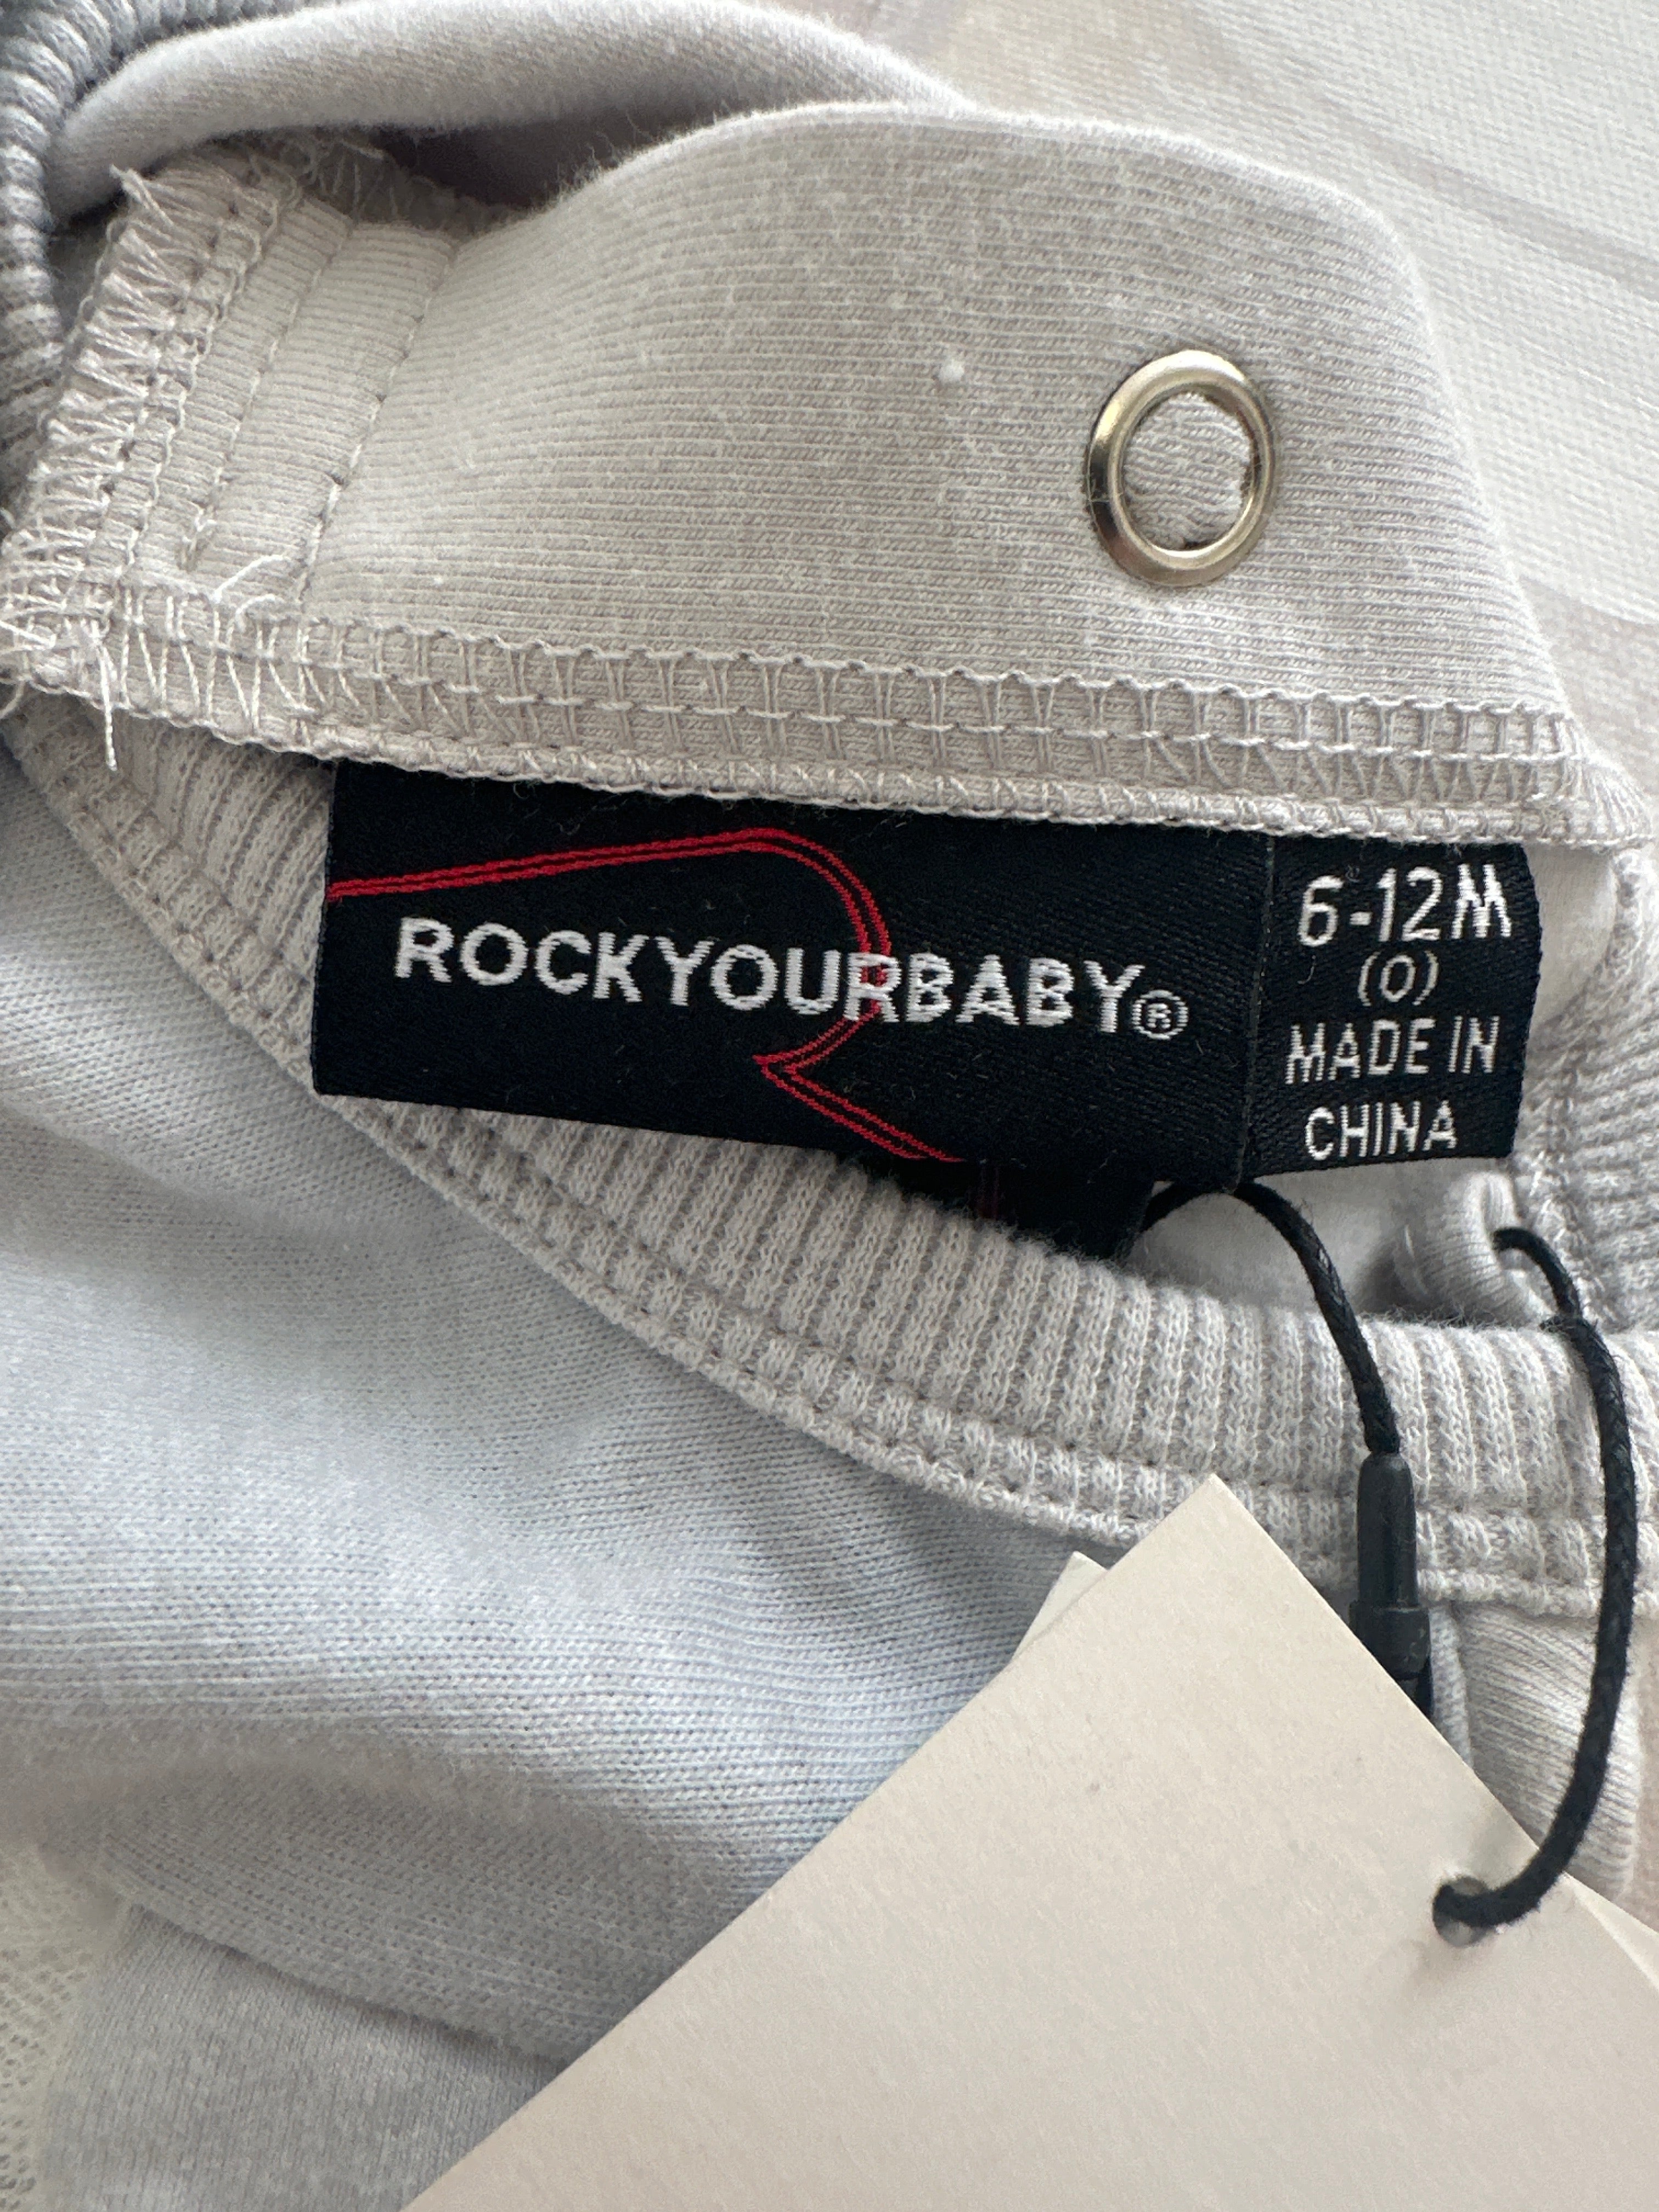 ROCKYOURBABY®
6-12M
(0)
MADE IN
CHINA